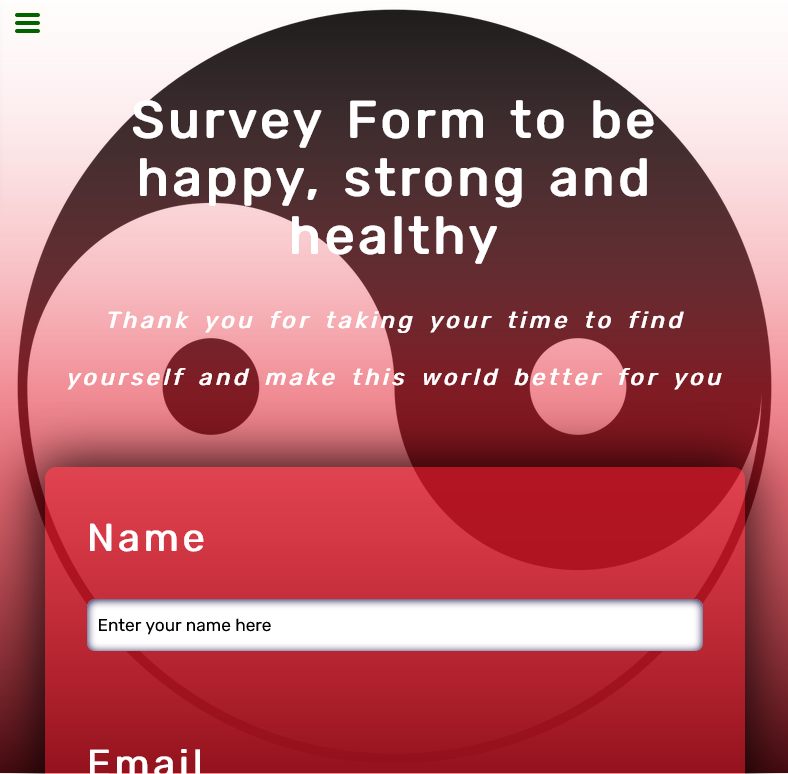 Survey Form to be
happy, strong and
healthy
Thank you for taking your time to find
yourself and make this world better for you
Name
Enter your name here
Email